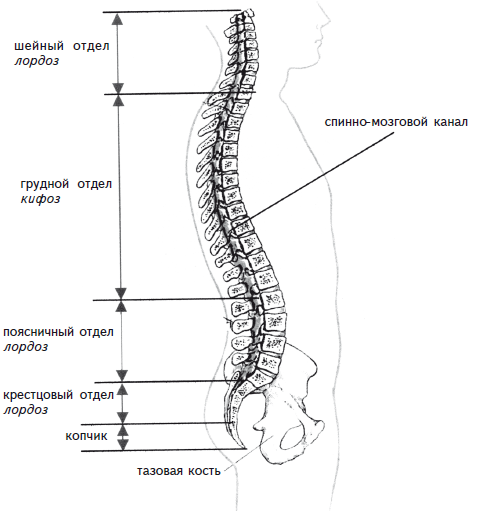 шейный отдел
лордоз
спинно-мозговой канал
грудной отдел
кифоз
поясничный отдел
лордоз
крестцовый отдел
лордоз
копчик
тазовая кость